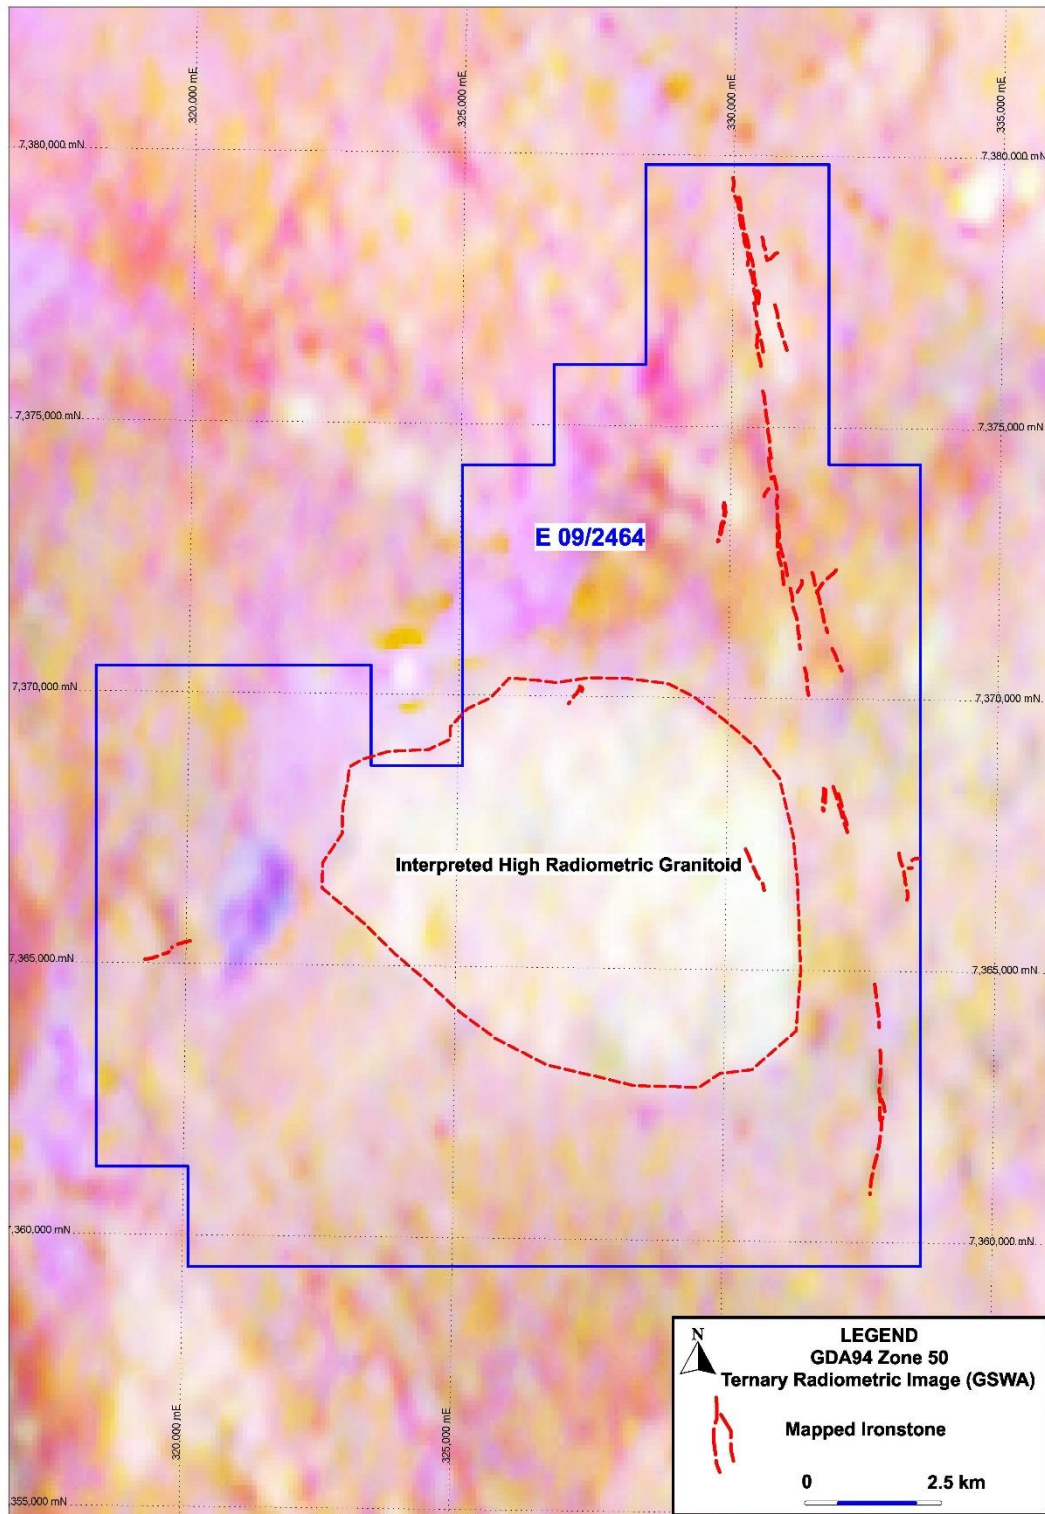 320,000 mE
325,000 mE
330,000 mE
335,000 mE
7,380,000 mN
7,380,000 mN
7,375,000 mN
7,375,000 mN
E 09/2464
7,370,000 mN
7,370,000 mN
Interpreted High Radiometric Granitoid
7,365,000 mN
7,365,000 mN
7,360,000 mN
7,360,000 mN
320,000 mE
325,000 mE
355,000 mN
N
LEGEND
GDA94 Zone 50
Ternary Radiometric Image (GSWA)
Mapped Ironstone
0 2.5 km